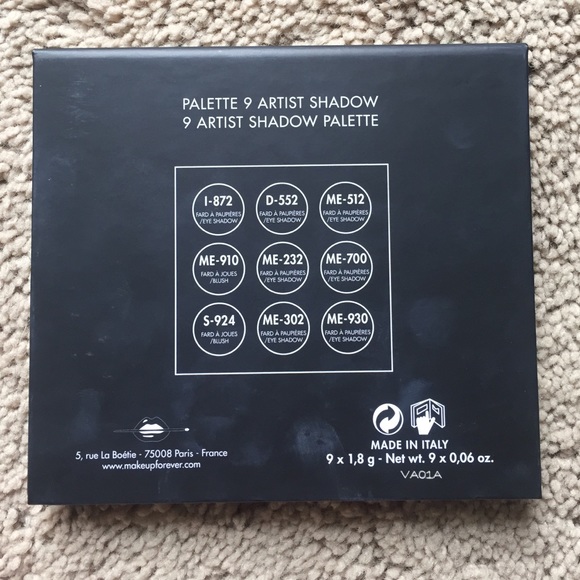 PALETTE 9 ARTIST SHADOW
9 ARTIST SHADOW PALETTE
I-872
FARD À PAUPIÈRES
/EYE SHADOW
D-552
FARD À PAUPIÈRES
/EYE SHADOW
ME-512
FARD À PAUPIÈRES
/EYE SHADOW
ME-910
FARD À JOUES
/BLUSH
ME-232
FARD À PAUPIÈRES
/EYE SHADOW
ME-700
FARD À PAUPIÈRES
/EYE SHADOW
S-924
FARD À JOUES
/BLUSH
ME-302
FARD À PAUPIÈRES
/EYE SHADOW
ME-930
FARD À PAUPIÈRES
/EYE SHADOW
5, rue La Boétie - 75008 Paris - France
www.makeupforever.com
MADE IN ITALY
9 x 1,8 g - Net wt. 9 x 0,06 oz.
VA01A